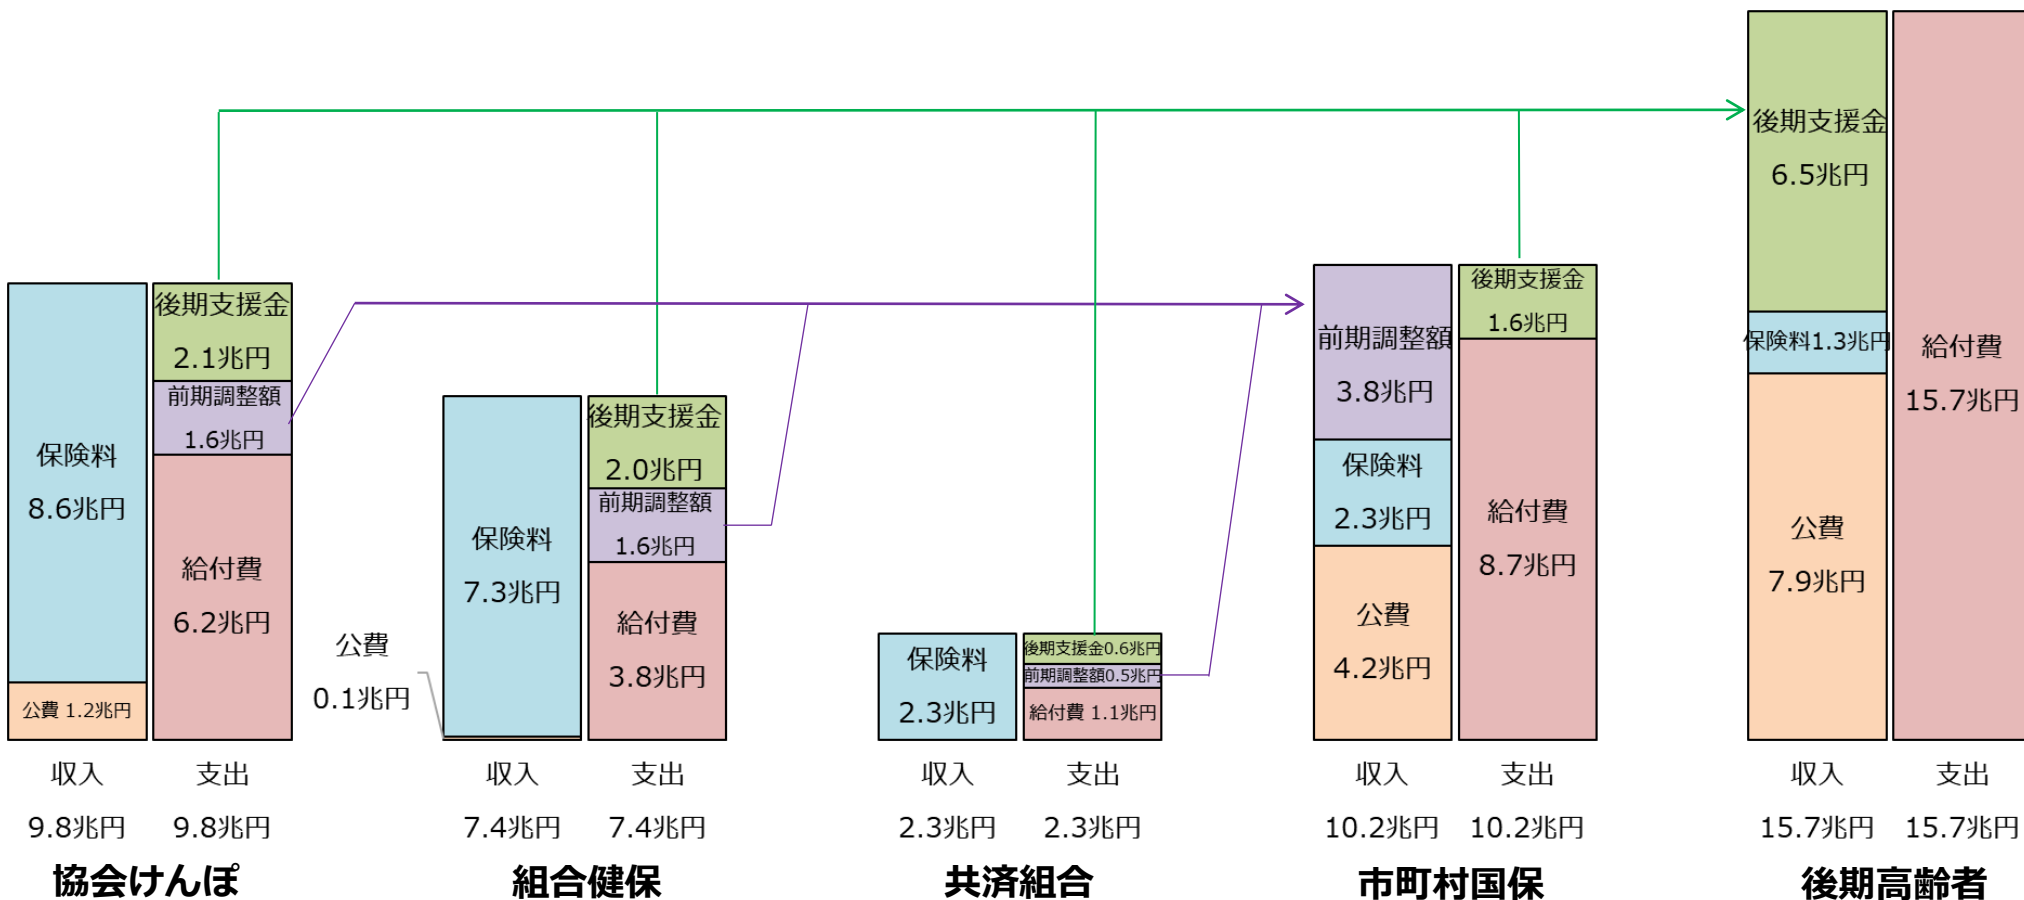 保険料
8.6兆円
公費 1.2兆円
後期支援金
2.1兆円
前期調整額
1.6兆円
給付費
6.2兆円
収入
9.8兆円
支出
9.8兆円
協会けんぽ
保険料
7.3兆円
公費
0.1兆円
後期支援金
2.0兆円
前期調整額
1.6兆円
給付費
3.8兆円
収入
7.4兆円
支出
7.4兆円
組合健保
保険料
2.3兆円
後期支援金0.6兆円
前期調整額0.5兆円
給付費 1.1兆円
収入
2.3兆円
支出
2.3兆円
共済組合
前期調整額
3.8兆円
保険料
2.3兆円
公費
4.2兆円
後期支援金
1.6兆円
給付費
8.7兆円
収入
10.2兆円
支出
10.2兆円
市町村国保
後期支援金
6.5兆円
保険料1.3兆円
公費
7.9兆円
給付費
15.7兆円
収入
15.7兆円
支出
15.7兆円
後期高齢者